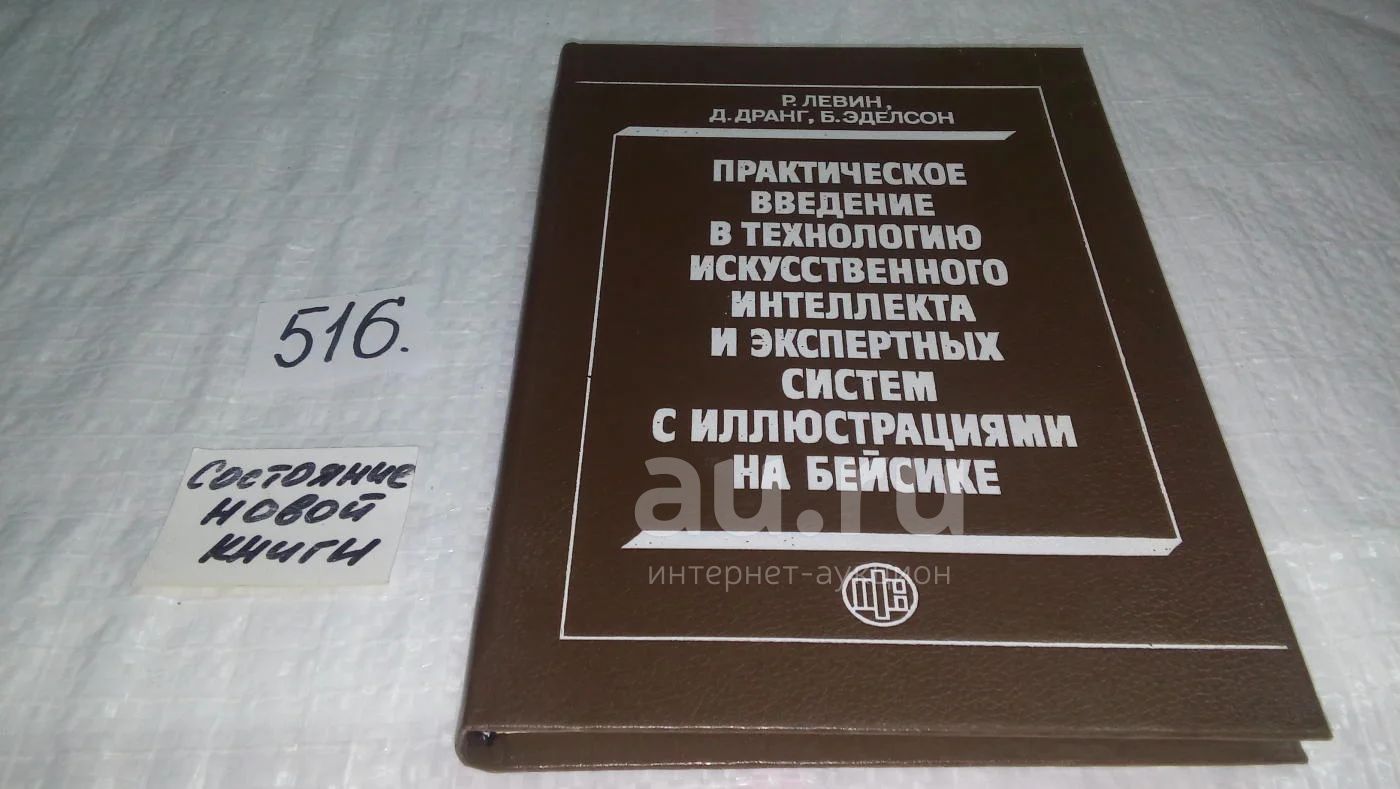 Р. ЛЕВИН,
Д. ДРАНГ, Б. ЭДЕЛСОН
ПРАКТИЧЕСКОЕ
ВВЕДЕНИЕ
В ТЕХНОЛОГИЮ
ИСКУССТВЕННОГО
ИНТЕЛЛЕКТА
И ЭКСПЕРТНЫХ
СИСТЕМ
С ИЛЛЮСТРАЦИЯМИ
НА БЕЙСИКЕ
516.
Состояние
новой
книги
au.ru
интернет-аукцион